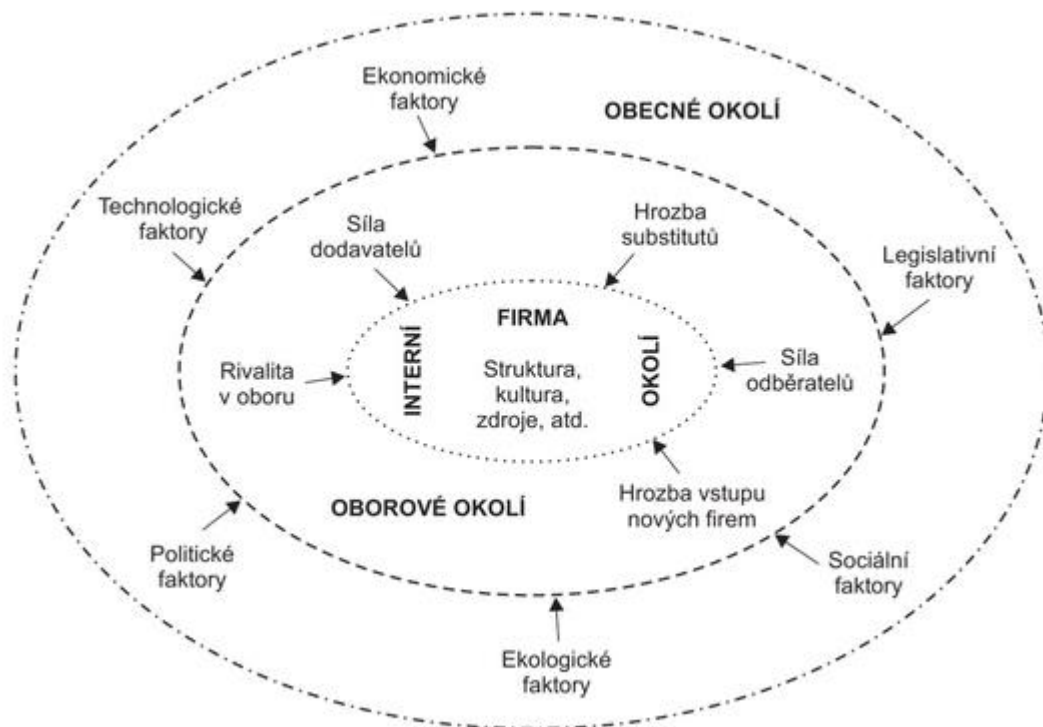 Ekonomické
faktory
OBECNÉ OKOLÍ
Technologické
faktory
Síla
dodavatelů
Hrozba
substitutů
Legislativní
faktory
FIRMA
INTERNÍ
OKOLÍ
Struktura,
kultura,
zdroje, atd.
Rivalita
v oboru
Síla
odběratelů
OBOROVÉ OKOLÍ
Hrozba vstupu
nových firem
Politické
faktory
Sociální
faktory
Ekologické
faktory